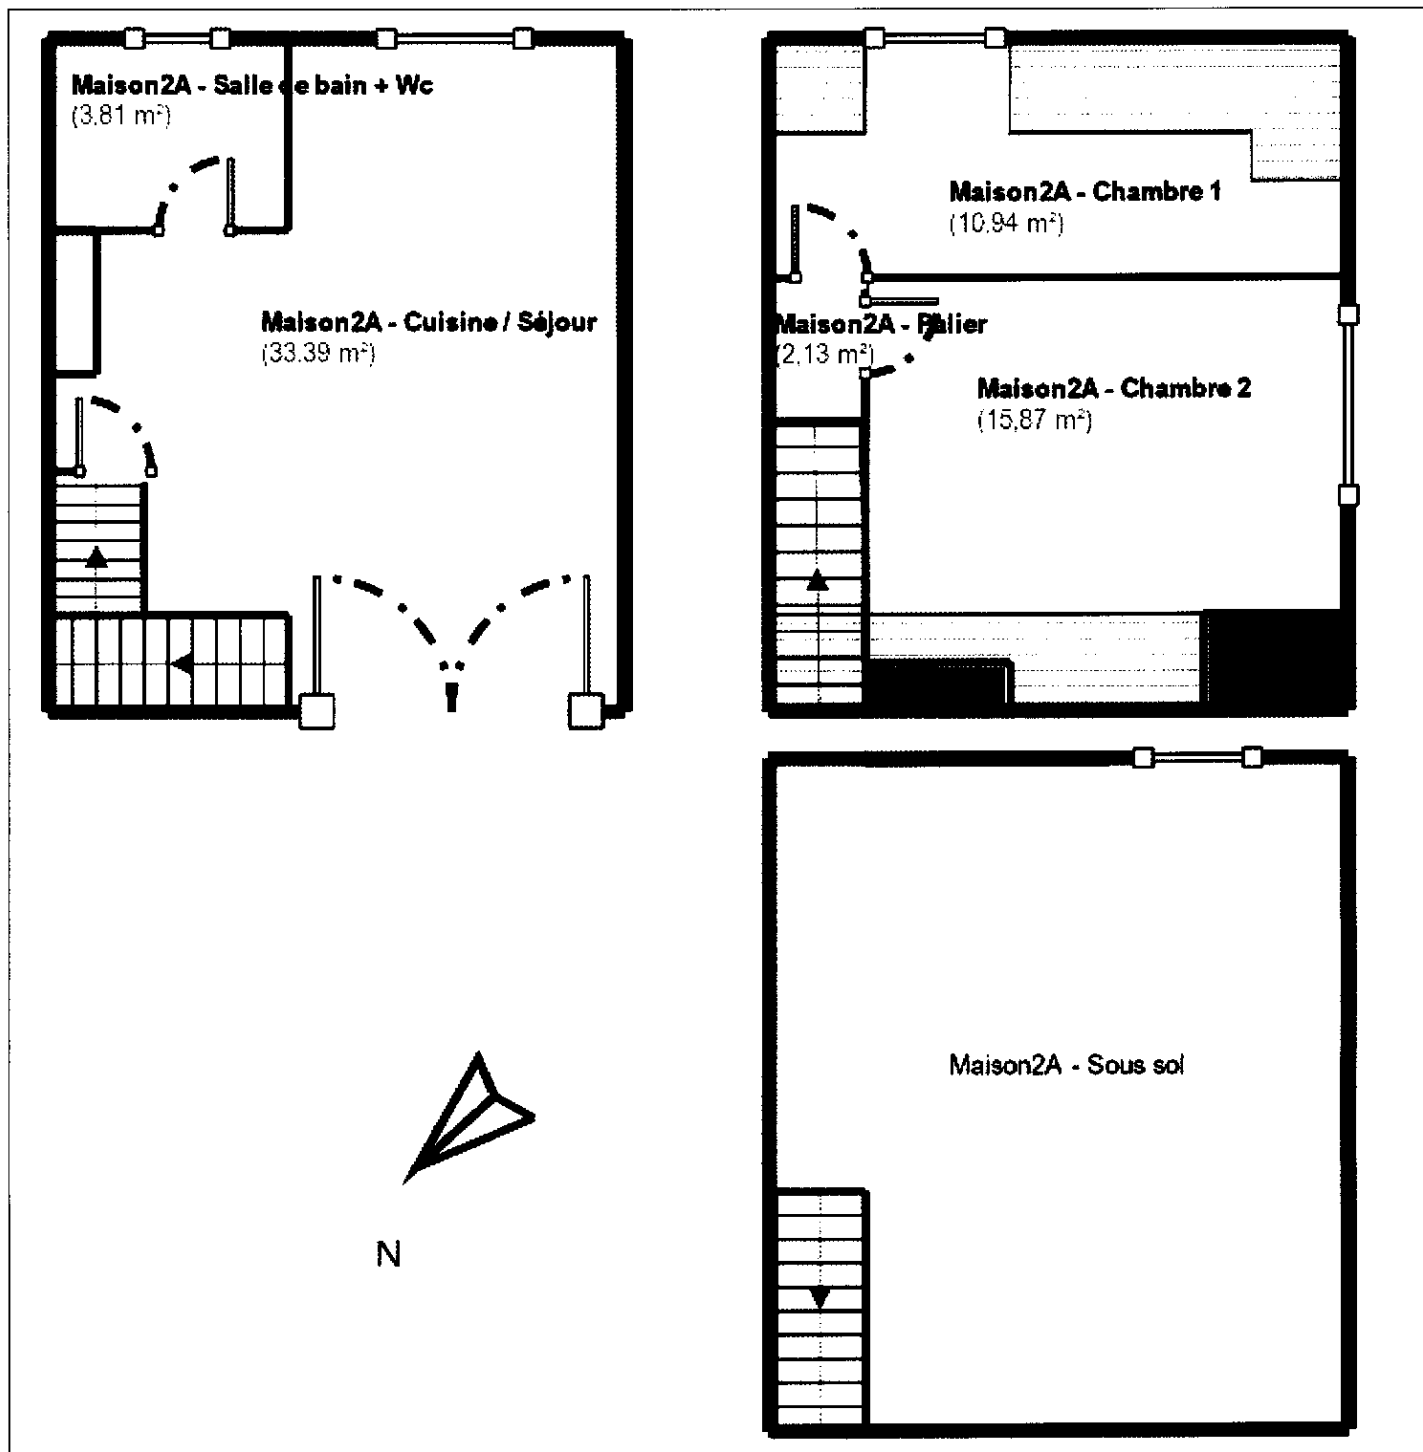 Maison2A - Salle de bain + Wc
(3,81 m²)
Maison2A - Cuisine / Séjour
(33.39 m²)
Maison2A - Chambre 1
(10,94 m²)
Maison2A - Palier
(2,13 m²)
Maison2A - Chambre 2
(15,87 m²)
Maison2A - Sous sol
N